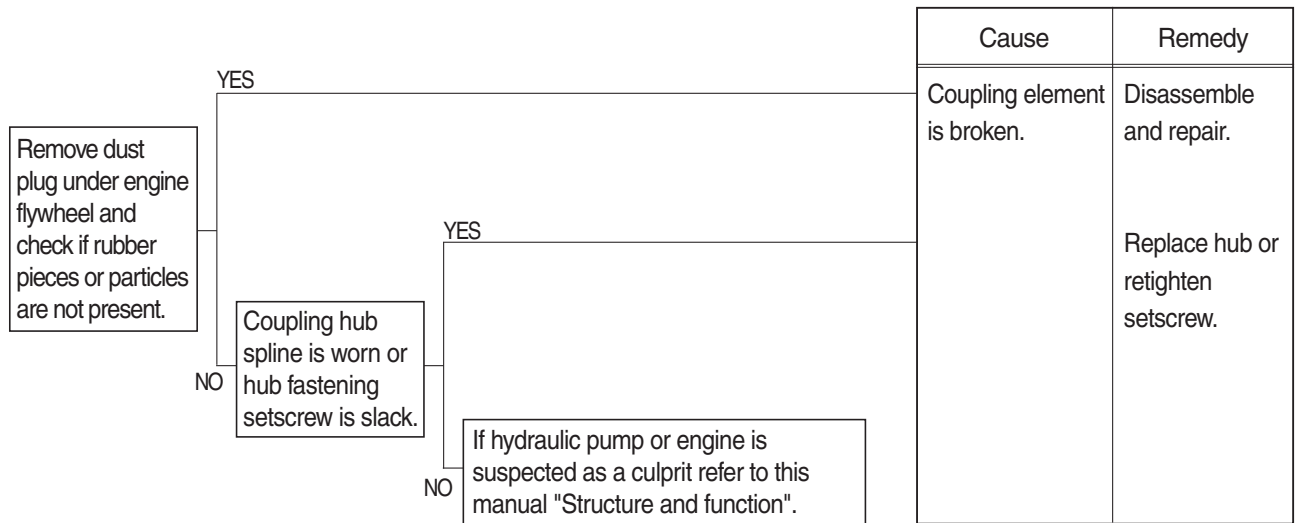 Cause
Remedy
YES
Coupling element
is broken.
Disassemble
and repair.
Remove dust
plug under engine
flywheel and
check if rubber
pieces or particles
are not present.
YES
Replace hub or
retighten
setscrew.
NO
Coupling hub
spline is worn or
hub fastening
setscrew is slack.
NO
If hydraulic pump or engine is
suspected as a culprit refer to this
manual "Structure and function".